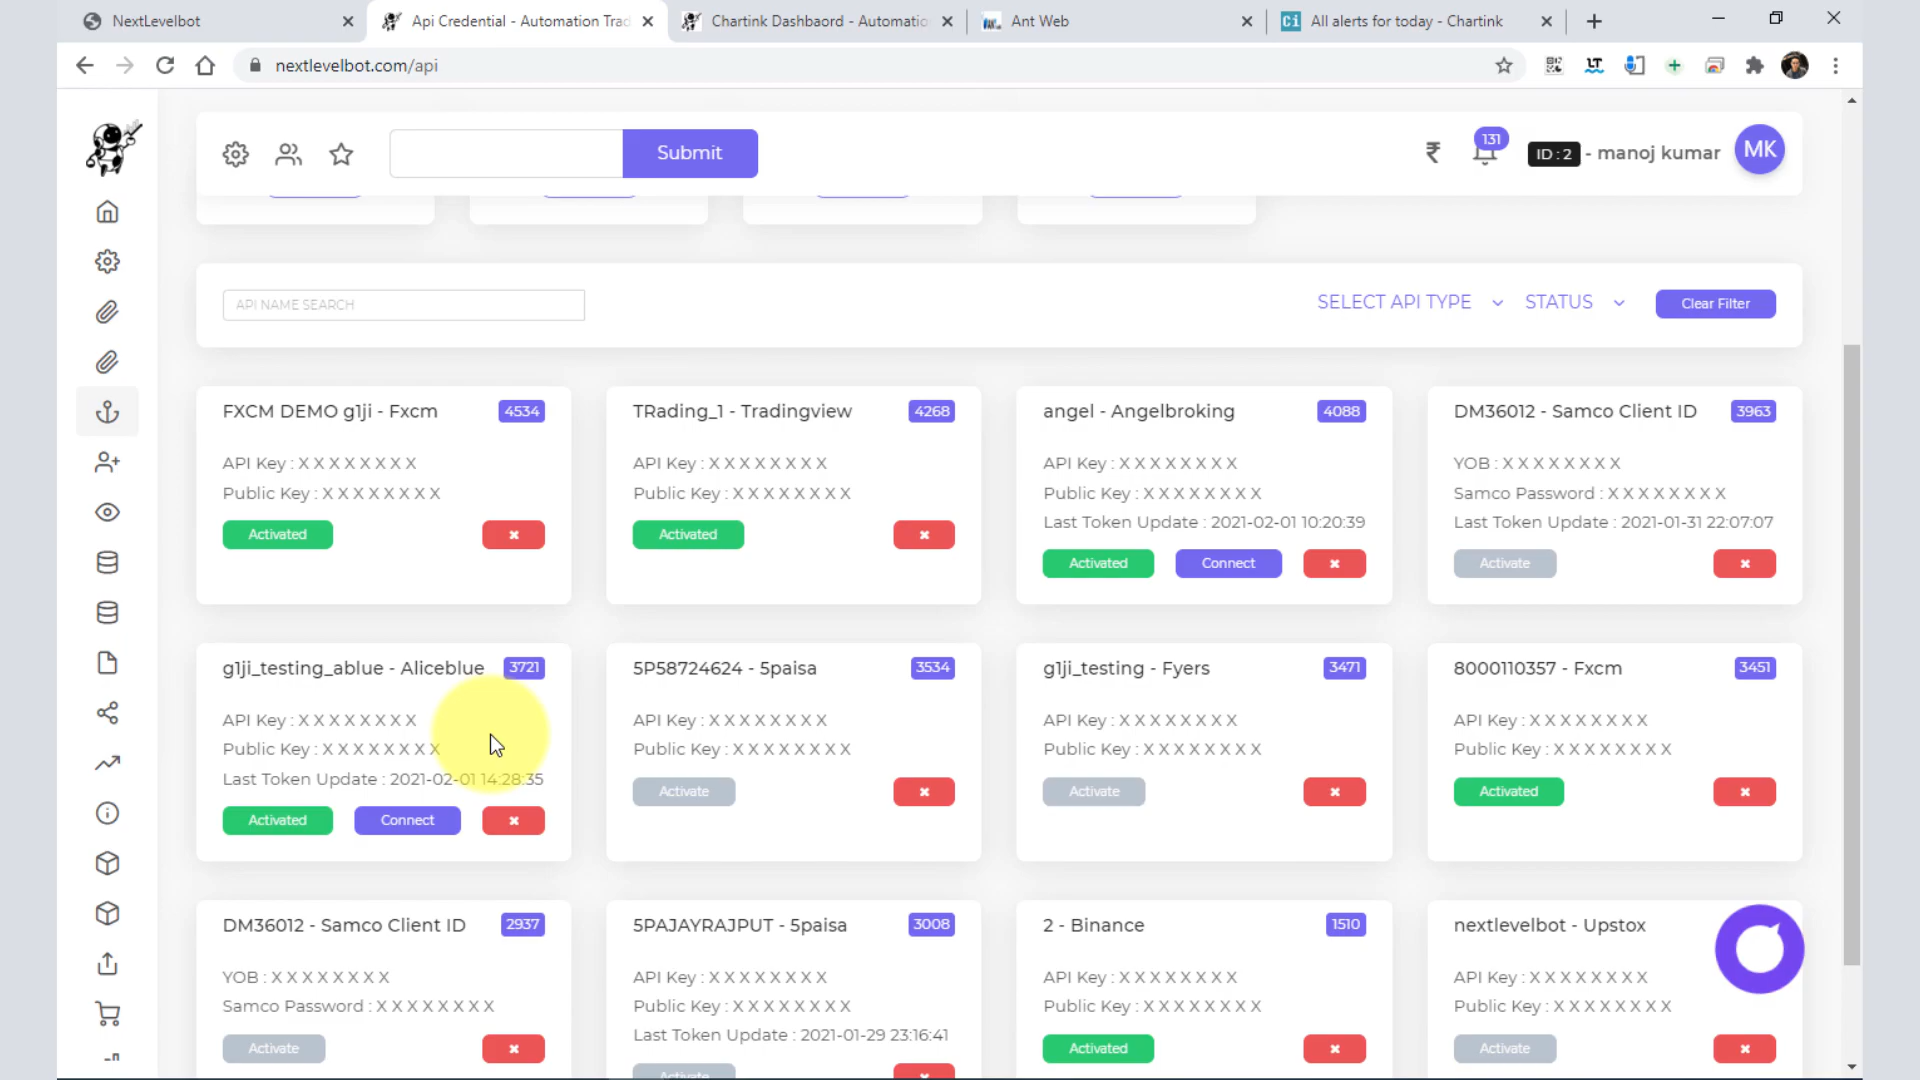 NextLevelbot
Api Credential - Automation Trad
Chartink Dashbaord - Automatio
Ant Web
Ci All alerts for today - Chartink
nextlevelbot.com/api
LT
Submit
₹
131
ID : 2 - manoj kumar
MK
API NAME SEARCH
SELECT API TYPE
STATUS
Clear Filter
FXCM DEMO g1ji - Fxcm 4534
API Key : X X X X X X X X
Public Key : X X X X X X X X
Activated
TRading_1 - Tradingview 4268
API Key : X X X X X X X X
Public Key : X X X X X X X X
Activated
angel - Angelbroking 4088
API Key : X X X X X X X X
Public Key : X X X X X X X X
Last Token Update : 2021-02-01 10:20:39
Activated Connect
DM36012 - Samco Client ID 3963
YOB : X X X X X X X X
Samco Password : X X X X X X X X
Last Token Update : 2021-01-31 22:07:07
Activate
g1ji_testing_ablue - Aliceblue 3721
API Key : X X X X X X X X
Public Key : X X X X X X X X
Last Token Update : 2021-02-01 14:28:35
Activated Connect
5P58724624 - 5paisa 3534
API Key : X X X X X X X X
Public Key : X X X X X X X X
Activate
g1ji_testing - Fyers 3471
API Key : X X X X X X X X
Public Key : X X X X X X X X
Activate
8000110357 - Fxcm 3451
API Key : X X X X X X X X
Public Key : X X X X X X X X
Activated
DM36012 - Samco Client ID 2937
YOB : X X X X X X X X
Samco Password : X X X X X X X X
Activate
5PAJAYRAJPUT - 5paisa 3008
API Key : X X X X X X X X
Public Key : X X X X X X X X
Last Token Update : 2021-01-29 23:16:41
Activate
2 - Binance 1510
API Key : X X X X X X X X
Public Key : X X X X X X X X
Activated
nextlevelbot - Upstox
API Key : X X X X X X X X
Public Key : X X X X X X X X
Activate